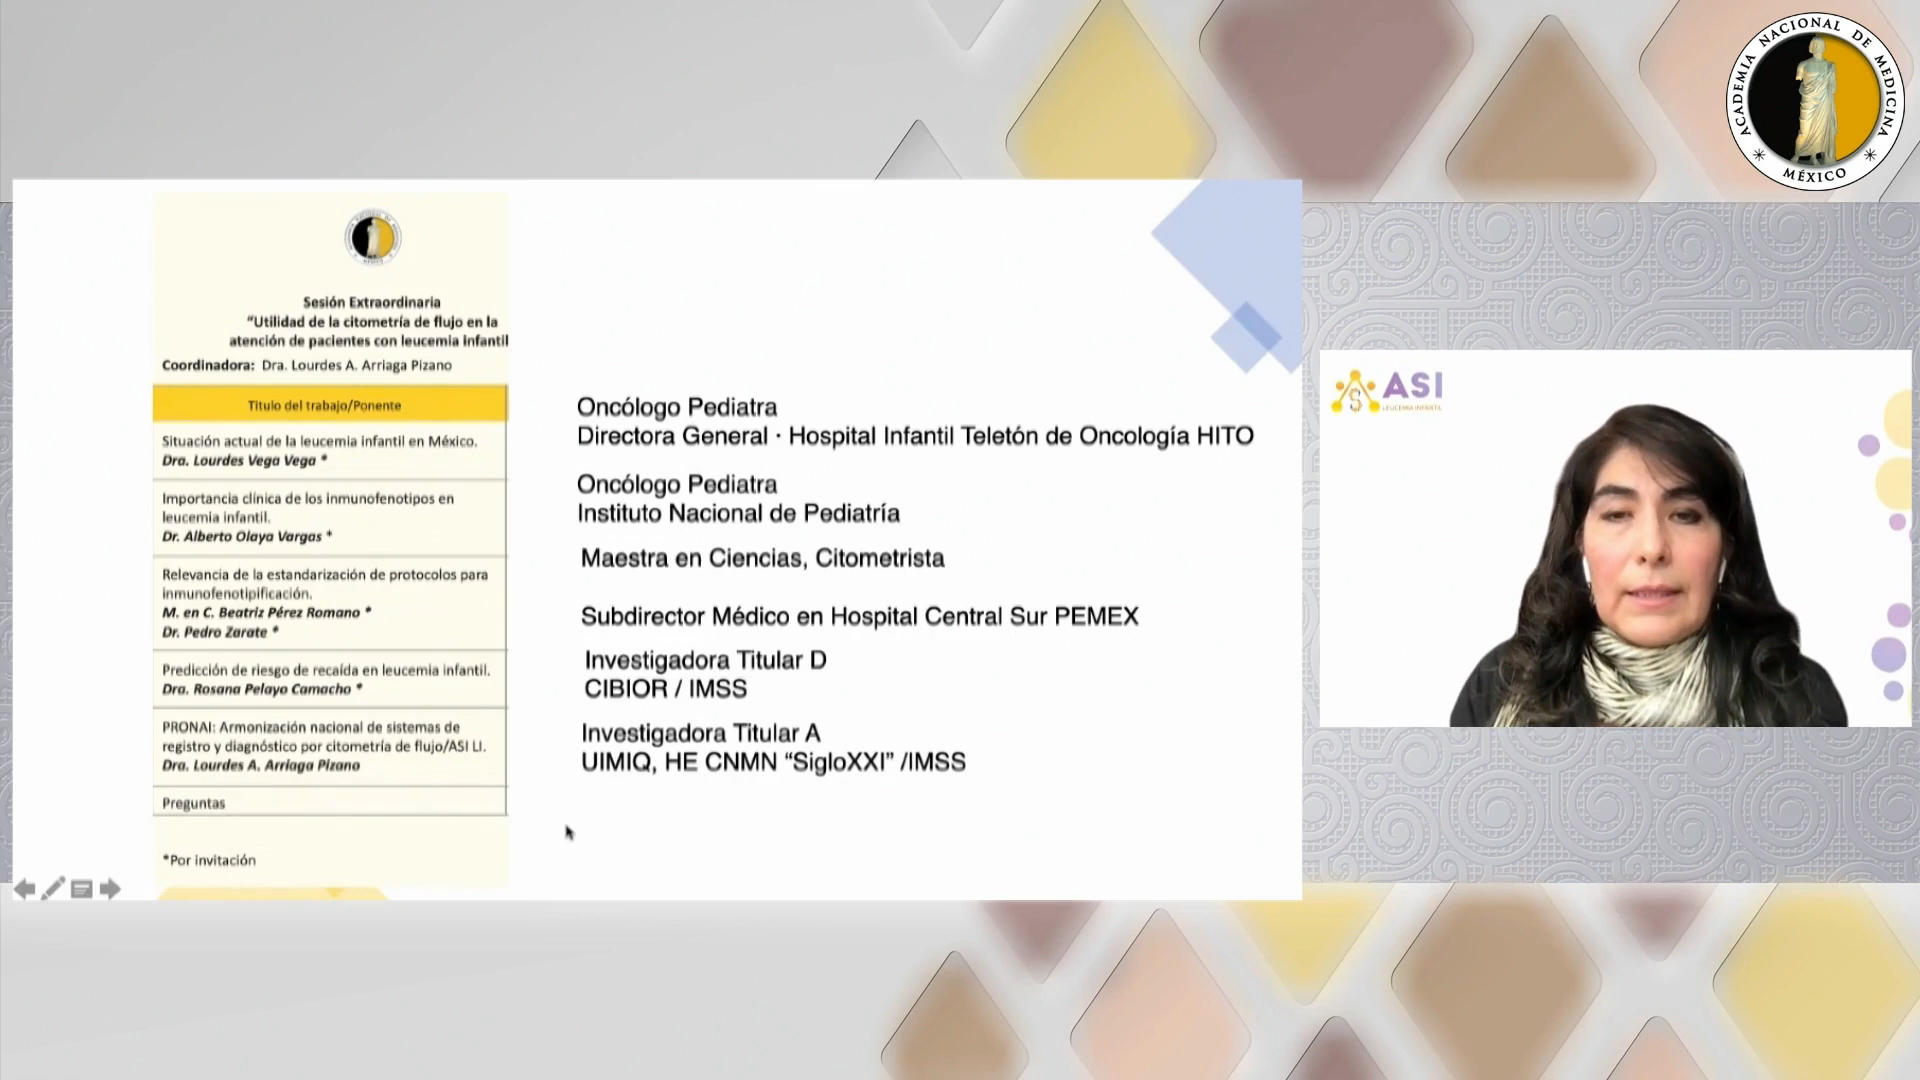 ACADEMIA NACIONAL DE MEDICINA
MÉXICO
Sesión Extraordinaria
“Utilidad de la citometría de flujo en la
atención de pacientes con leucemia infantil
Coordinadora: Dra. Lourdes A. Arriaga Pizano
Titulo del trabajo/Ponente
Situación actual de la leucemia infantil en México.
Dra. Lourdes Vega Vega *
Importancia clínica de los inmunofenotipos en
leucemia infantil.
Dr. Alberto Olaya Vargas *
Relevancia de la estandarización de protocolos para
inmunofenotipificación.
M. en C. Beatriz Pérez Romano *
Dr. Pedro Zarate *
Predicción de riesgo de recaída en leucemia infantil.
Dra. Rosana Pelayo Camacho *
PRONAI: Armonización nacional de sistemas de
registro y diagnóstico por citometría de flujo/ASI LI.
Dra. Lourdes A. Arriaga Pizano
Preguntas
*Por invitación
Oncólogo Pediatra
Directora General · Hospital Infantil Teletón de Oncología HITO
Oncólogo Pediatra
Instituto Nacional de Pediatría
Maestra en Ciencias, Citometrista
Subdirector Médico en Hospital Central Sur PEMEX
Investigadora Titular D
CIBIOR / IMSS
Investigadora Titular A
UIMIQ, HE CNMN “SigloXXI” /IMSS
ASI
LEUCEMIA INFANTIL